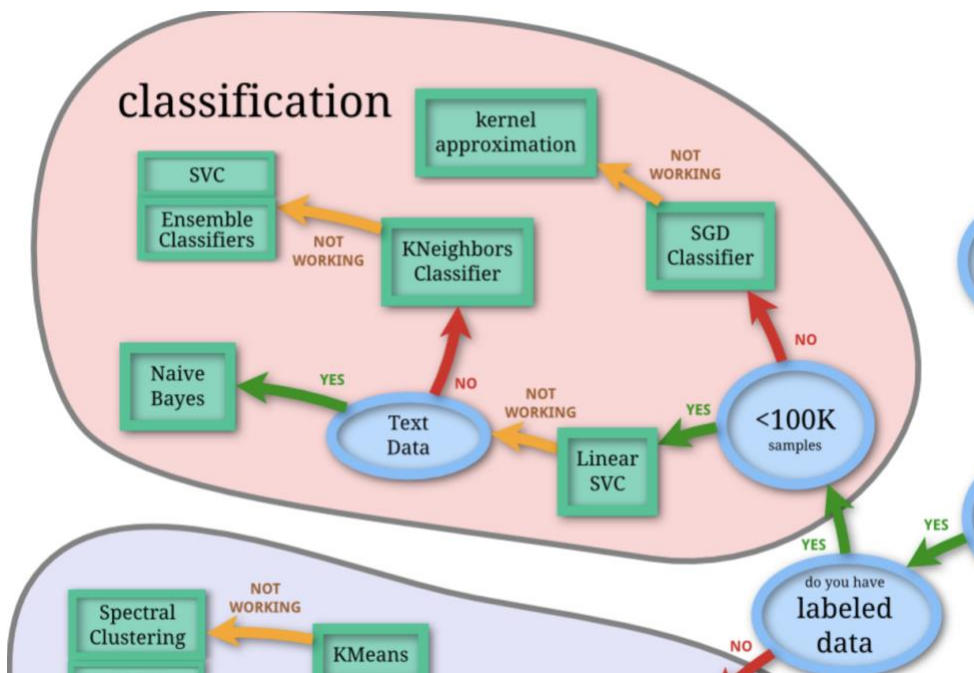 classification
kernel
approximation
NOT
WORKING
SVC
Ensemble
Classifiers
NOT
WORKING
KNeighbors
Classifier
SGD
Classifier
NO
Naive
Bayes
YES
NO
Text
Data
NOT
WORKING
Linear
SVC
YES
<100K
samples
YES
YES
do you have
labeled
data
NO
Spectral
Clustering
NOT
WORKING
KMeans